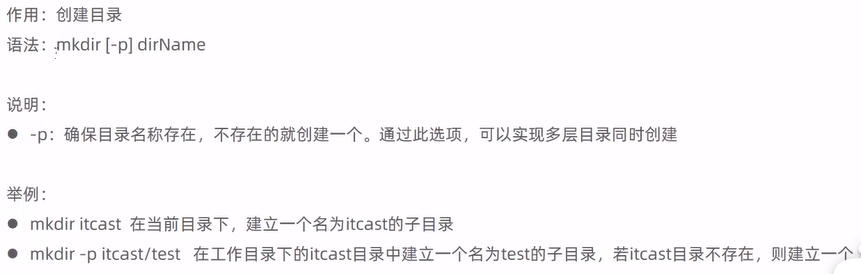 作用：创建目录
语法：mkdir [-p] dirName
说明：
● -p：确保目录名称存在，不存在的就创建一个。通过此选项，可以实现多层目录同时创建
举例：
● mkdir itcast 在当前目录下，建立一个名为itcast的子目录
● mkdir -p itcast/test 在工作目录下的itcast目录中建立一个名为test的子目录，若itcast目录不存在，则建立一个